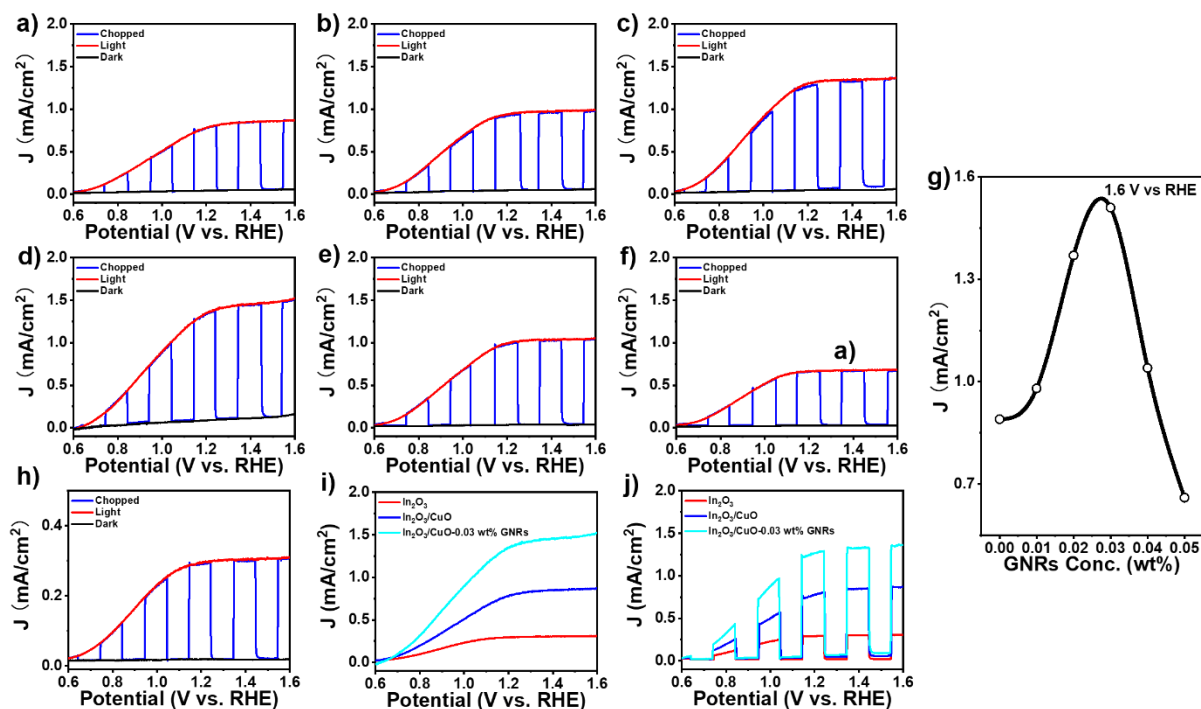 a)
Chopped
Light
Dark
J (mA/cm²)
2.0
1.5
1.0
0.5
0.0
0.6 0.8 1.0 1.2 1.4 1.6
Potential (V vs. RHE)
b)
Chopped
Light
Dark
J (mA/cm²)
2.0
1.5
1.0
0.5
0.0
0.6 0.8 1.0 1.2 1.4 1.6
Potential (V vs. RHE)
c)
Chopped
Light
Dark
J (mA/cm²)
2.0
1.5
1.0
0.5
0.0
0.6 0.8 1.0 1.2 1.4 1.6
Potential (V vs. RHE)
d)
Chopped
Light
Dark
J (mA/cm²)
2.0
1.5
1.0
0.5
0.0
0.6 0.8 1.0 1.2 1.4 1.6
Potential (V vs. RHE)
e)
Chopped
Light
Dark
J (mA/cm²)
2.0
1.5
1.0
0.5
0.0
0.6 0.8 1.0 1.2 1.4 1.6
Potential (V vs. RHE)
f)
Chopped
Light
Dark
a)
J (mA/cm²)
2.0
1.5
1.0
0.5
0.0
0.6 0.8 1.0 1.2 1.4 1.6
Potential (V vs. RHE)
g)
1.6 V vs RHE
J (mA/cm²)
1.6
1.3
1.0
0.7
0.00 0.01 0.02 0.03 0.04 0.05
GNRs Conc. (wt%)
h)
Chopped
Light
Dark
J (mA/cm²)
0.4
0.2
0.0
0.6 0.8 1.0 1.2 1.4 1.6
Potential (V vs. RHE)
i)
In₂O₃
In₂O₃/CuO
In₂O₃/CuO-0.03 wt% GNRs
J (mA/cm²)
2.0
1.5
1.0
0.5
0.0
0.6 0.8 1.0 1.2 1.4 1.6
Potential (V vs. RHE)
j)
In₂O₃
In₂O₃/CuO
In₂O₃/CuO-0.03 wt% GNRs
J (mA/cm²)
2.0
1.5
1.0
0.5
0.0
0.6 0.8 1.0 1.2 1.4 1.6
Potential (V vs. RHE)